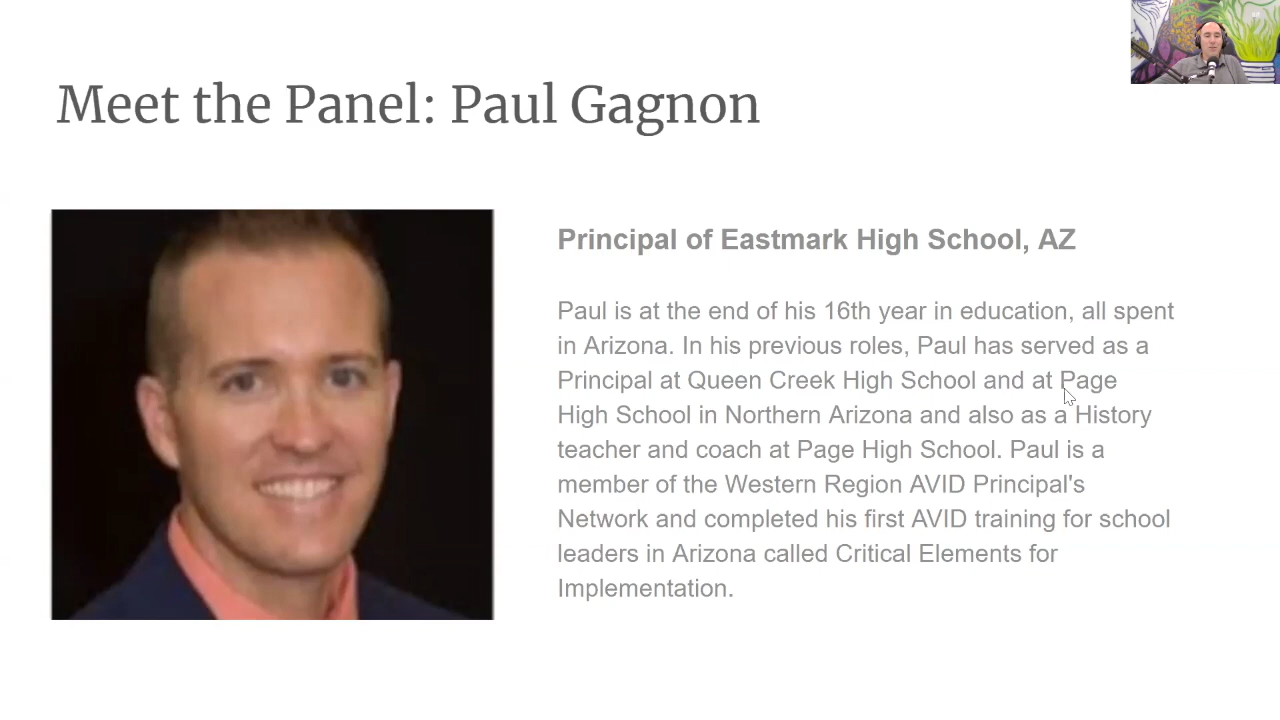 Meet the Panel: Paul Gagnon
Principal of Eastmark High School, AZ
Paul is at the end of his 16th year in education, all spent
in Arizona. In his previous roles, Paul has served as a
Principal at Queen Creek High School and at Page
High School in Northern Arizona and also as a History
teacher and coach at Page High School. Paul is a
member of the Western Region AVID Principal's
Network and completed his first AVID training for school
leaders in Arizona called Critical Elements for
Implementation.